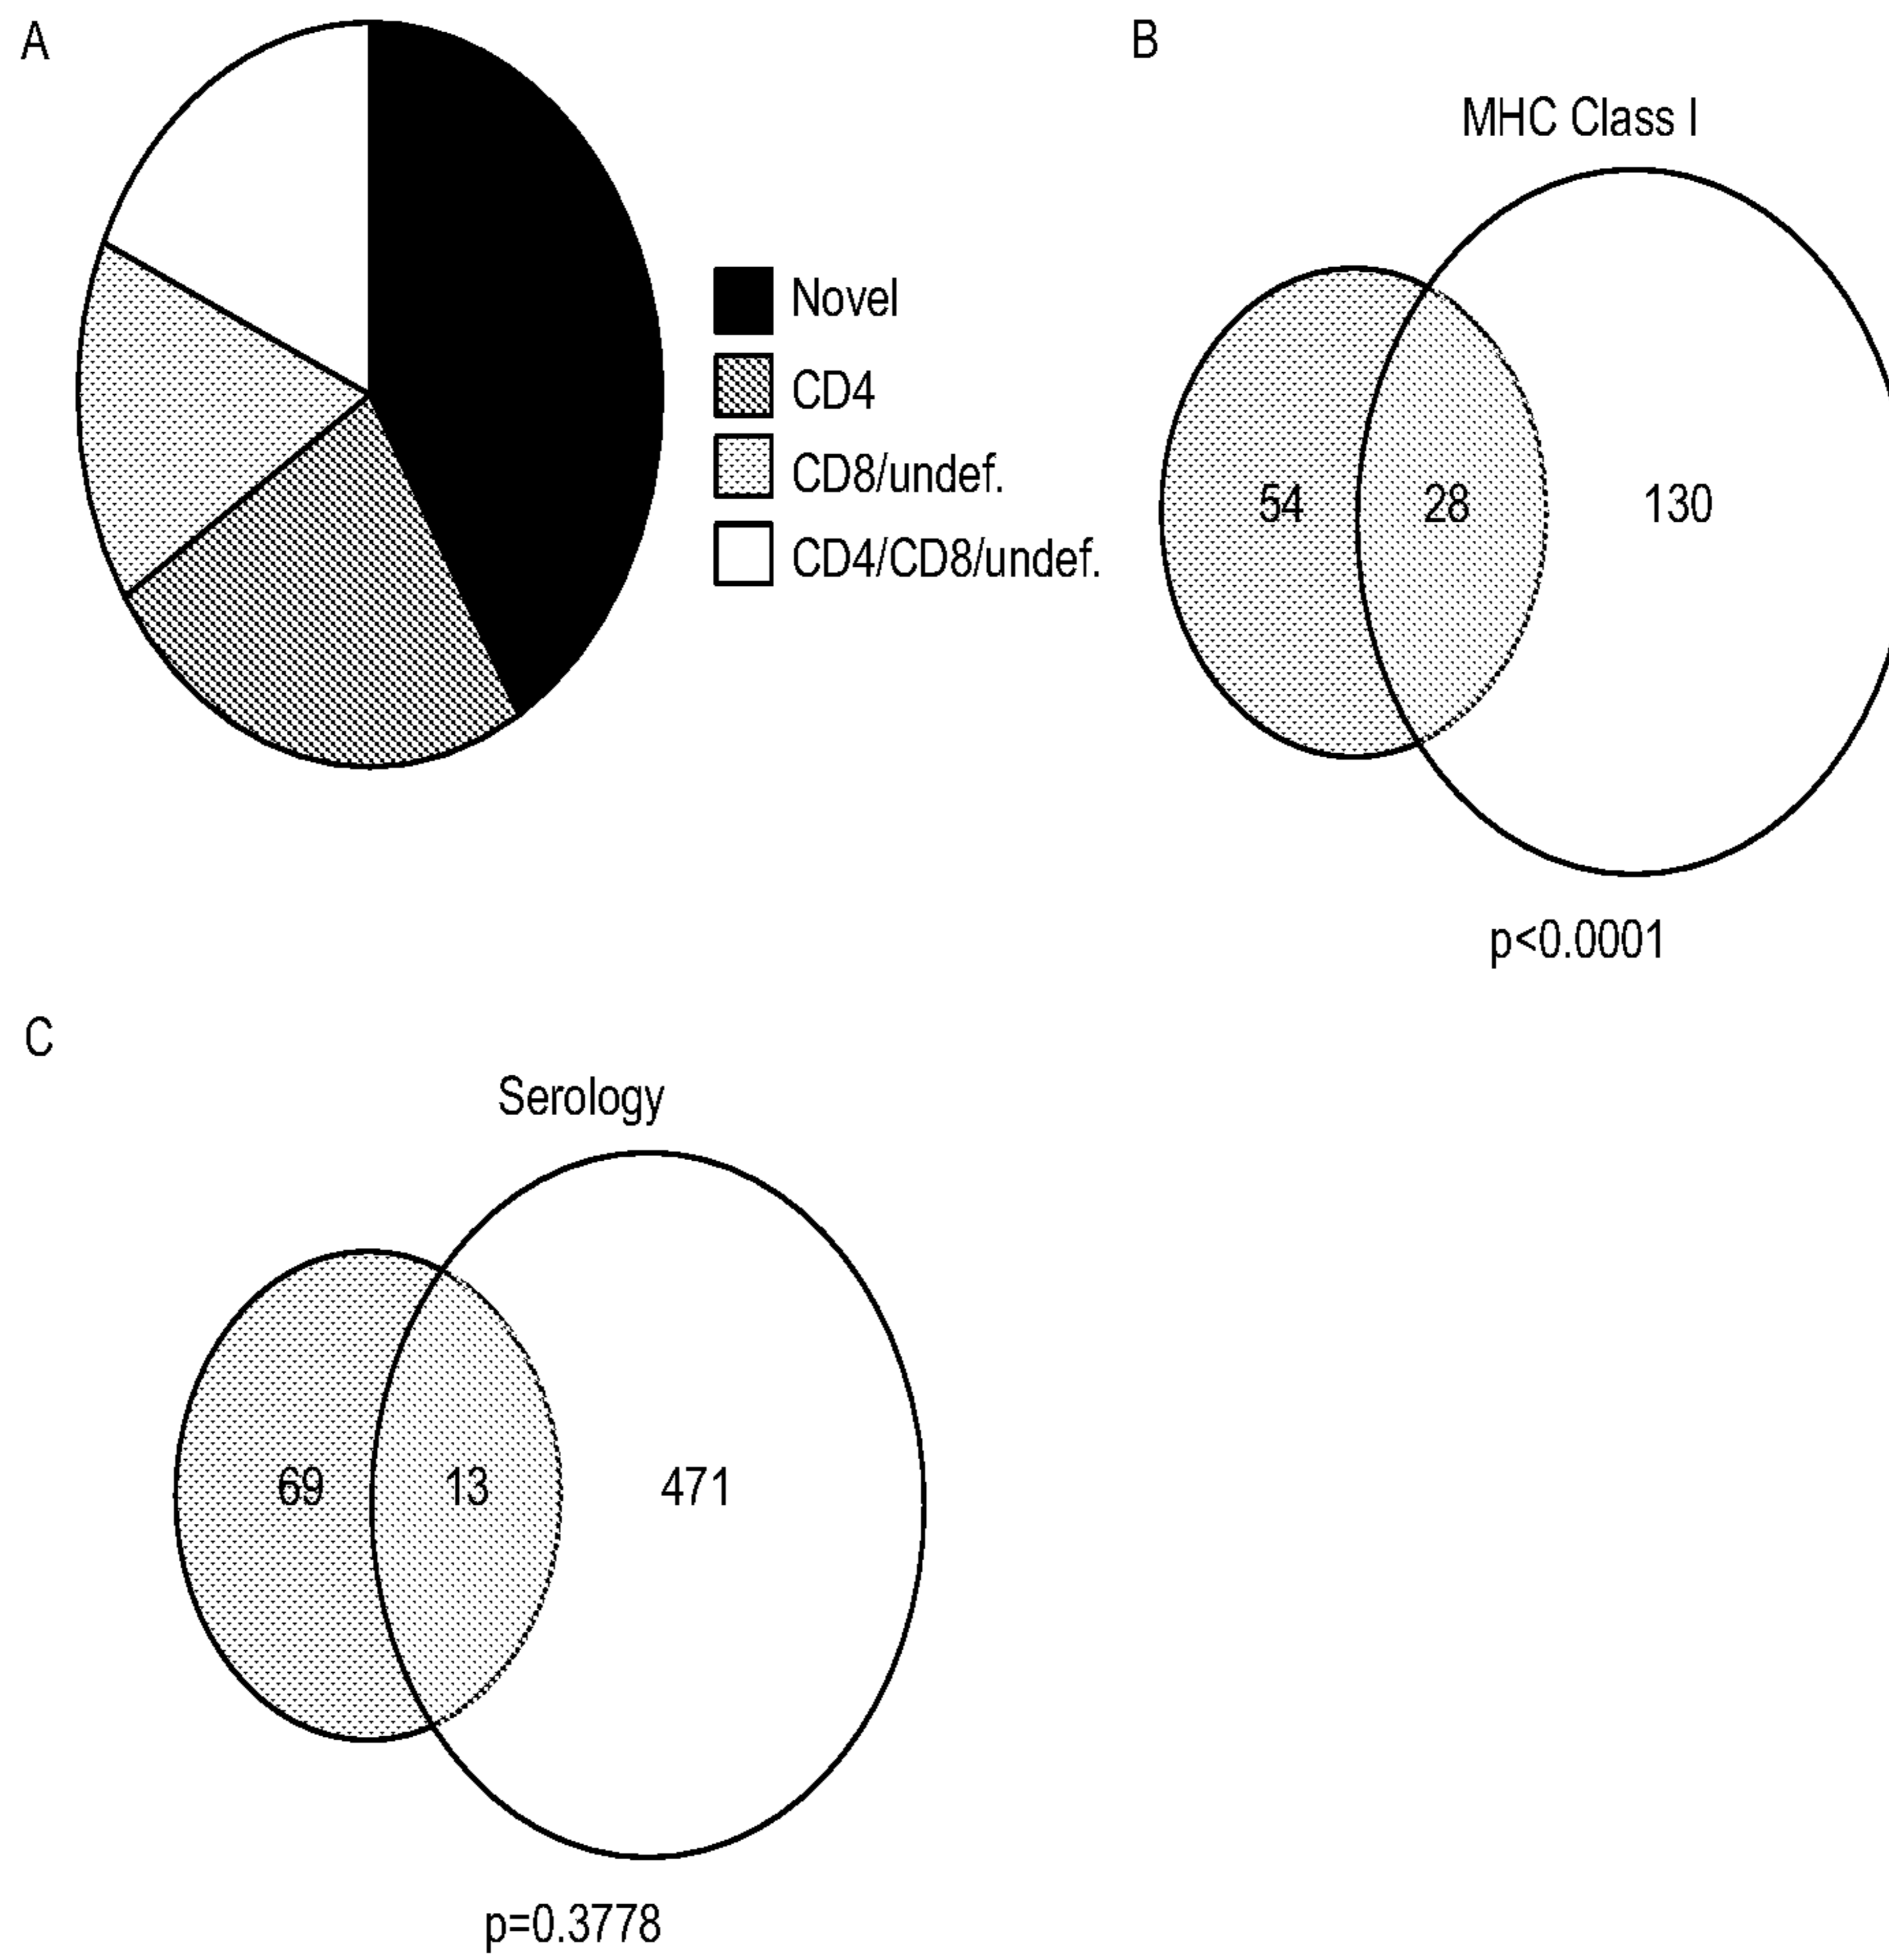 A
Novel
CD4
CD8/undef.
CD4/CD8/undef.
B
MHC Class I
54 28 130
p<0.0001
C
Serology
69 13 471
p=0.3778